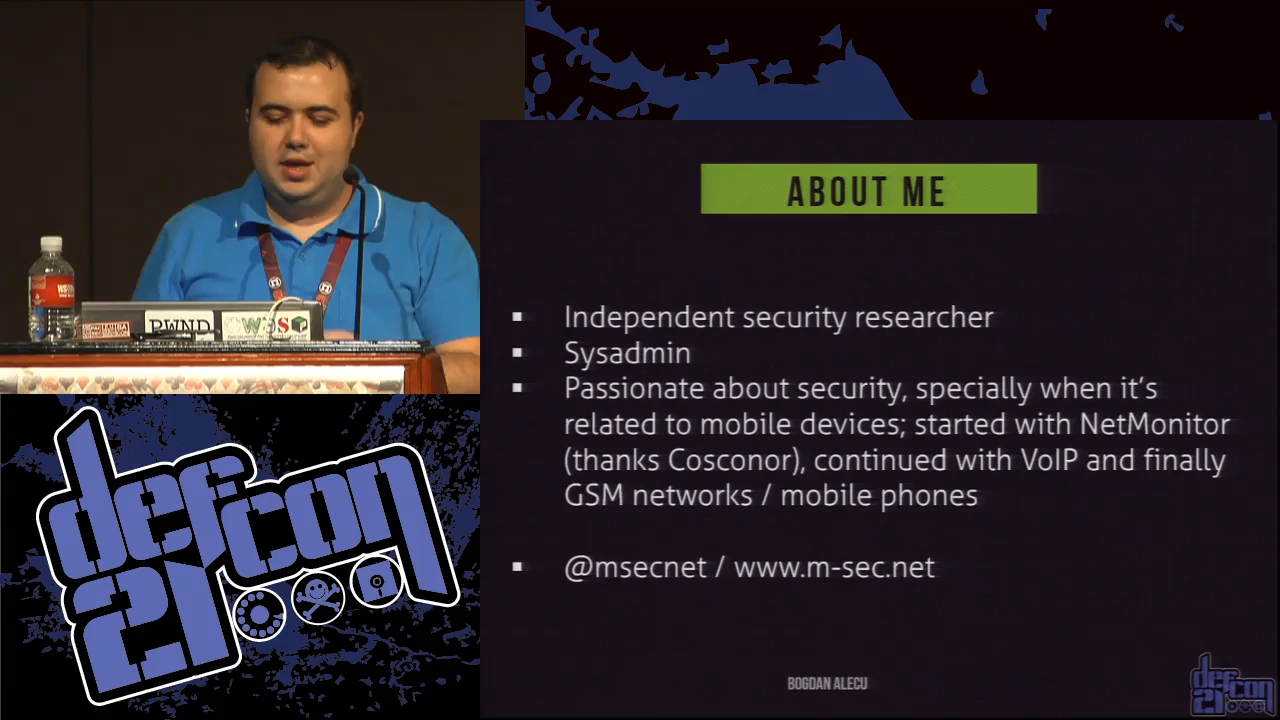 ABOUT ME
Independent security researcher
Sysadmin
Passionate about security, specially when it's
related to mobile devices; started with NetMonitor
(thanks Cosconor), continued with VoIP and finally
GSM networks / mobile phones
@msecnet / www.m-sec.net
BOGDAN ALECU
PWND
defcon
21
defcon
21